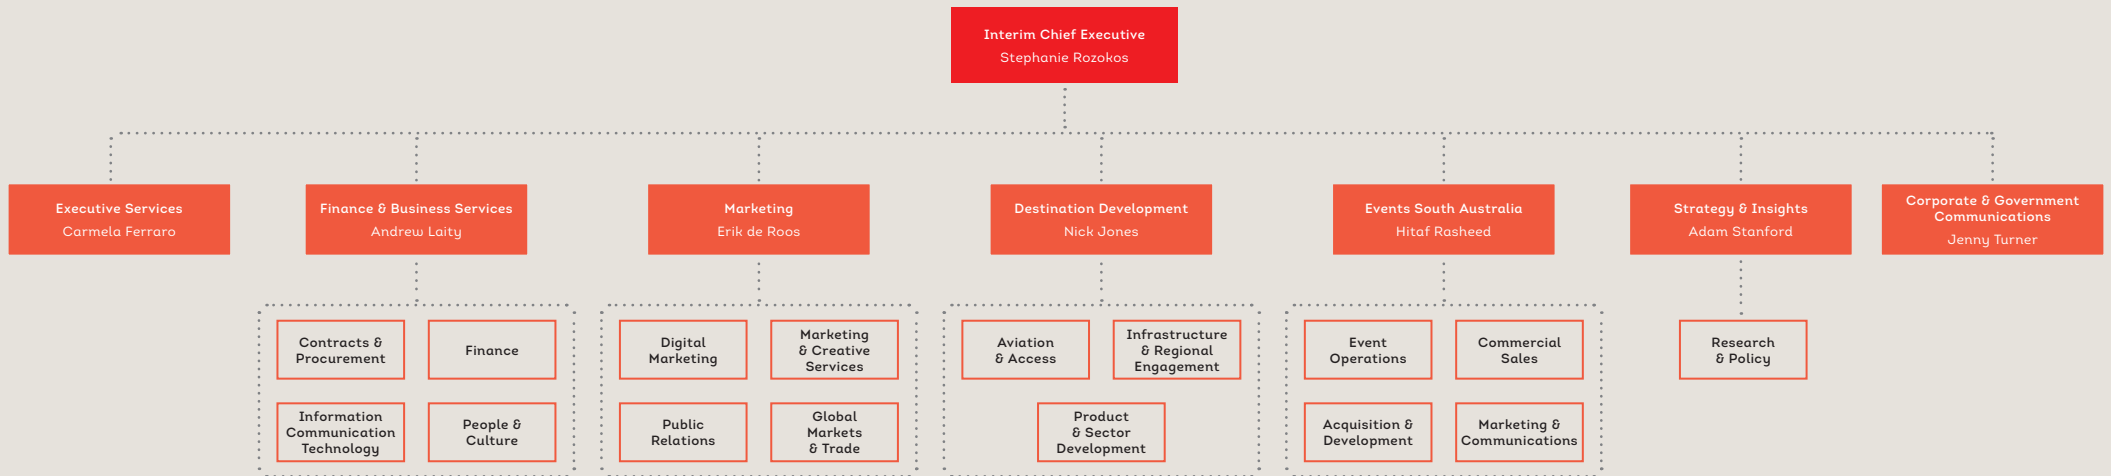 Interim Chief Executive
Stephanie Rozokos
Executive Services
Carmela Ferraro
Finance & Business Services
Andrew Laity
Marketing
Erik de Roos
Destination Development
Nick Jones
Events South Australia
Hitaf Rasheed
Strategy & Insights
Adam Stanford
Corporate & Government
Communications
Jenny Turner
Contracts &
Procurement
Finance
Information
Communication
Technology
People &
Culture
Digital
Marketing
Marketing
& Creative
Services
Public
Relations
Global
Markets
& Trade
Aviation
& Access
Infrastructure
& Regional
Engagement
Product
& Sector
Development
Event
Operations
Commercial
Sales
Acquisition &
Development
Marketing &
Communications
Research
& Policy